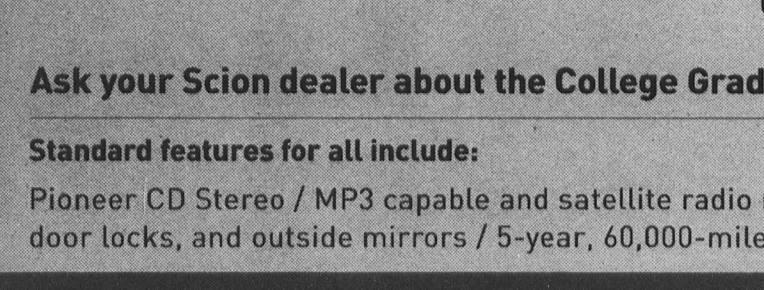 Ask your Scion dealer about the College Grad
Standard features for all include:
Pioneer CD Stereo / MP3 capable and satellite radio
door locks, and outside mirrors / 5-year, 60,000-mile